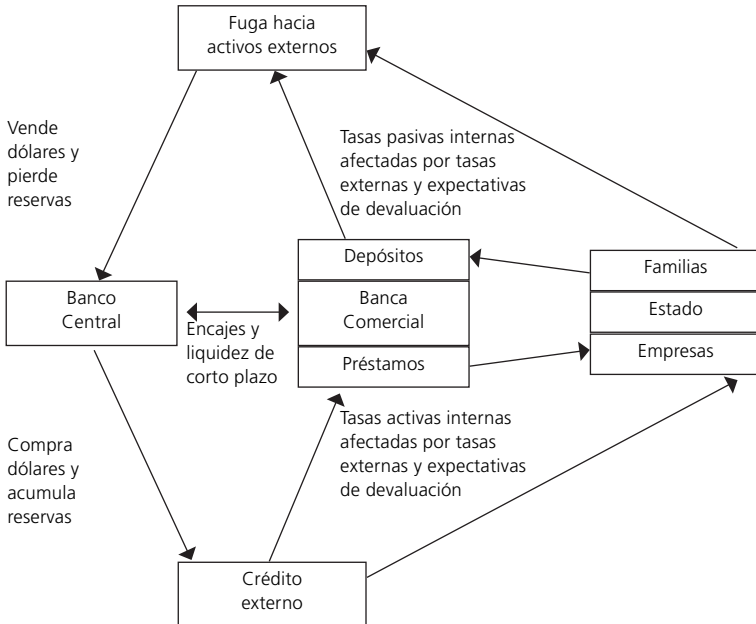 Fuga hacia
activos externos
Vende
dólares y
pierde
reservas
Tasas pasivas internas
afectadas por tasas
externas y expectativas
de devaluación
Depósitos
Familias
Banco
Central
Banca
Comercial
Estado
Encajes y
liquidez de
corto plazo
Préstamos
Empresas
Compra
dólares y
acumula
reservas
Tasas activas internas
afectadas por tasas
externas y expectativas
de devaluación
Crédito
externo